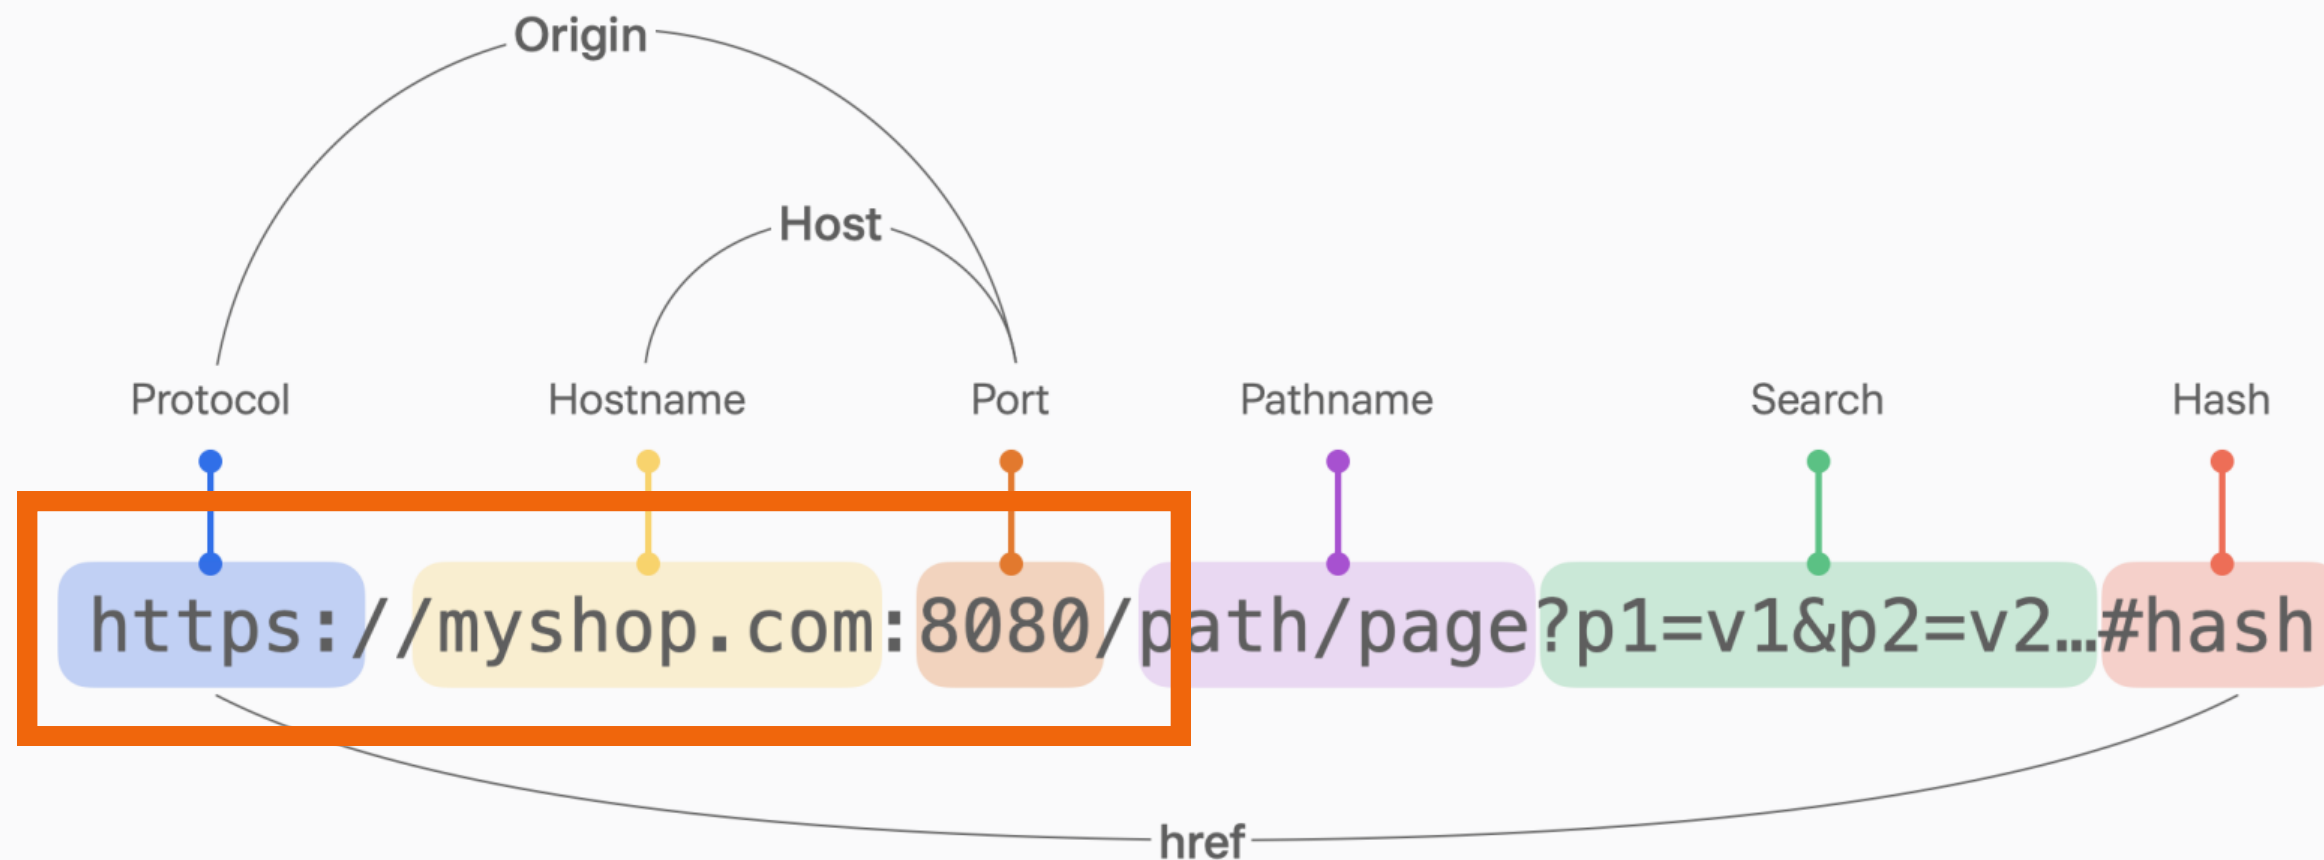 Origin
Host
Protocol Hostname Port Pathname Search Hash
https://myshop.com:8080/path/page?p1=v1&p2=v2…#hash
href